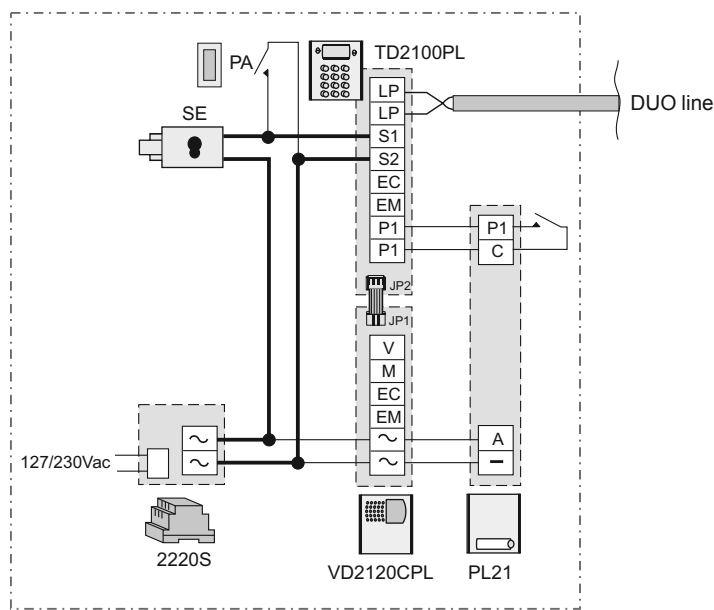 PA
TD2100PL
LP
LP
DUO line
SE
S1
S2
EC
EM
P1
P1
P1
C
JP2
JP1
V
M
EC
EM
~
~
A
–
127/230Vac
~
~
2220S
VD2120CPL
PL21